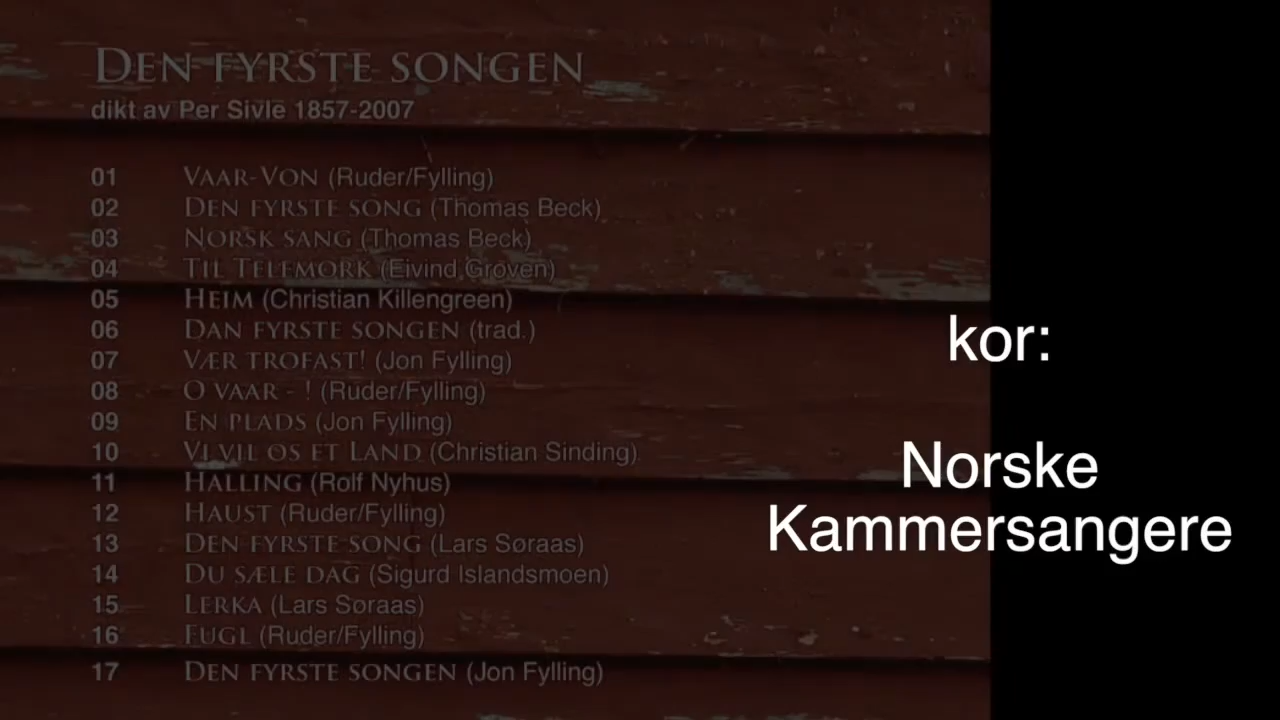 DEN FYRSTE SONGEN
dikt av Per Sivle 1857-2007
01 VAAR-VON (Ruder/Fylling)
02 DEN FYRSTE SONG (Thomas Beck)
03 NORSK SANG (Thomas Beck)
04 TIL TELEMORK (Eivind Groven)
05 HEIM (Christian Killengreen)
06 DAN FYRSTE SONGEN (trad.)
07 VÆR TROFAST! (Jon Fylling)
08 O VAAR - ! (Ruder/Fylling)
09 EN PLADS (Jon Fylling)
10 VI VIL OS ET LAND (Christian Sinding)
11 HALLING (Rolf Nyhus)
12 HAUST (Ruder/Fylling)
13 DEN FYRSTE SONG (Lars Søraas)
14 DU SÆLE DAG (Sigurd Islandsmoen)
15 LERKA (Lars Søraas)
16 FUGL (Ruder/Fylling)
17 DEN FYRSTE SONGEN (Jon Fylling)
kor:
Norske
Kammersangere